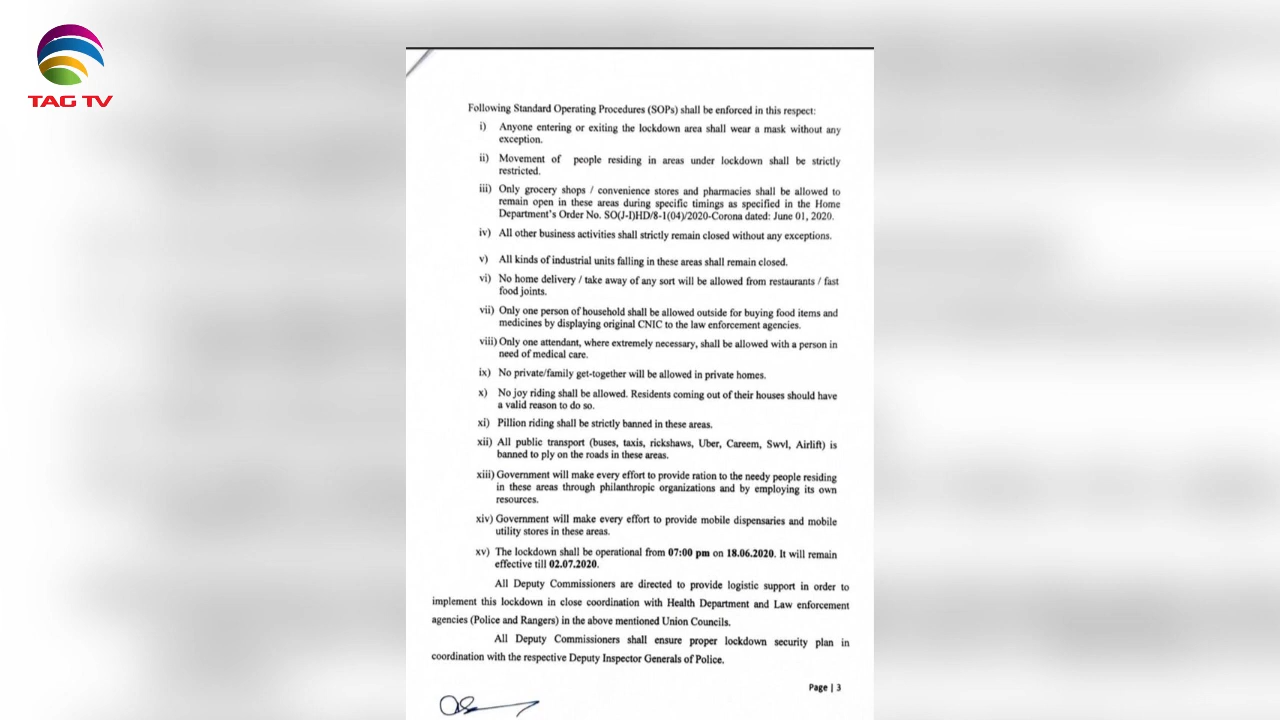 TAG TV
Following Standard Operating Procedures (SOPs) shall be enforced in this respect:
i) Anyone entering or exiting the lockdown area shall wear a mask without any
exception.
ii) Movement of people residing in areas under lockdown shall be strictly
restricted.
iii) Only grocery shops / convenience stores and pharmacies shall be allowed to
remain open in these areas during specific timings as specified in the Home
Department's Order No. SO(J-I)HD/8-1(04)/2020-Corona dated: June 01, 2020.
iv) All other business activities shall strictly remain closed without any exceptions.
v) All kinds of industrial units falling in these areas shall remain closed.
vi) No home delivery / take away of any sort will be allowed from restaurants / fast
food joints.
vii) Only one person of household shall be allowed outside for buying food items and
medicines by displaying original CNIC to the law enforcement agencies.
viii) Only one attendant, where extremely necessary, shall be allowed with a person in
need of medical care.
ix) No private/family get-together will be allowed in private homes.
x) No joy riding shall be allowed. Residents coming out of their houses should have
a valid reason to do so.
xi) Pillion riding shall be strictly banned in these areas.
xii) All public transport (buses, taxis, rickshaws, Uber, Careem, Swvl, Airlift) is
banned to ply on the roads in these areas.
xiii) Government will make every effort to provide ration to the needy people residing
in these areas through philanthropic organizations and by employing its own
resources.
xiv) Government will make every effort to provide mobile dispensaries and mobile
utility stores in these areas.
xv) The lockdown shall be operational from 07:00 pm on 18.06.2020. It will remain
effective till 02.07.2020.
All Deputy Commissioners are directed to provide logistic support in order to
implement this lockdown in close coordination with Health Department and Law enforcement
agencies (Police and Rangers) in the above mentioned Union Councils.
All Deputy Commissioners shall ensure proper lockdown security plan in
coordination with the respective Deputy Inspector Generals of Police.
Page | 3